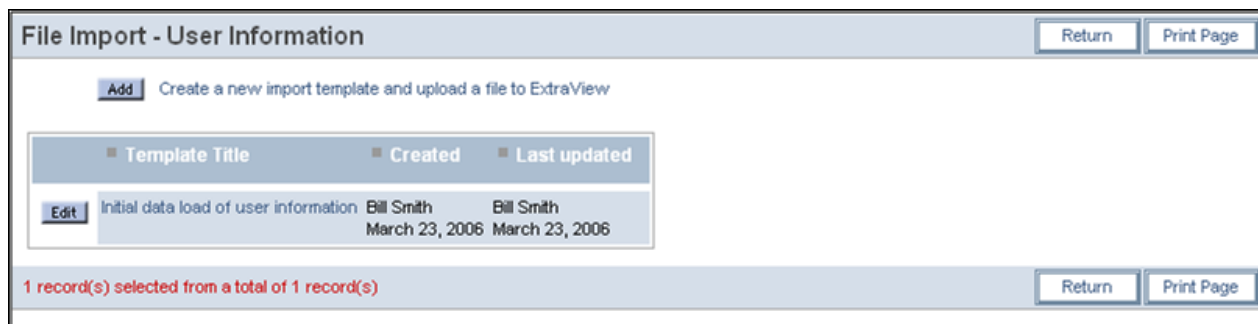 File Import - User Information
Return
Print Page
Add
Create a new import template and upload a file to ExtraView
Template Title
Created
Last updated
Edit
Initial data load of user information
Bill Smith
March 23, 2006
Bill Smith
March 23, 2006
1 record(s) selected from a total of 1 record(s)
Return
Print Page